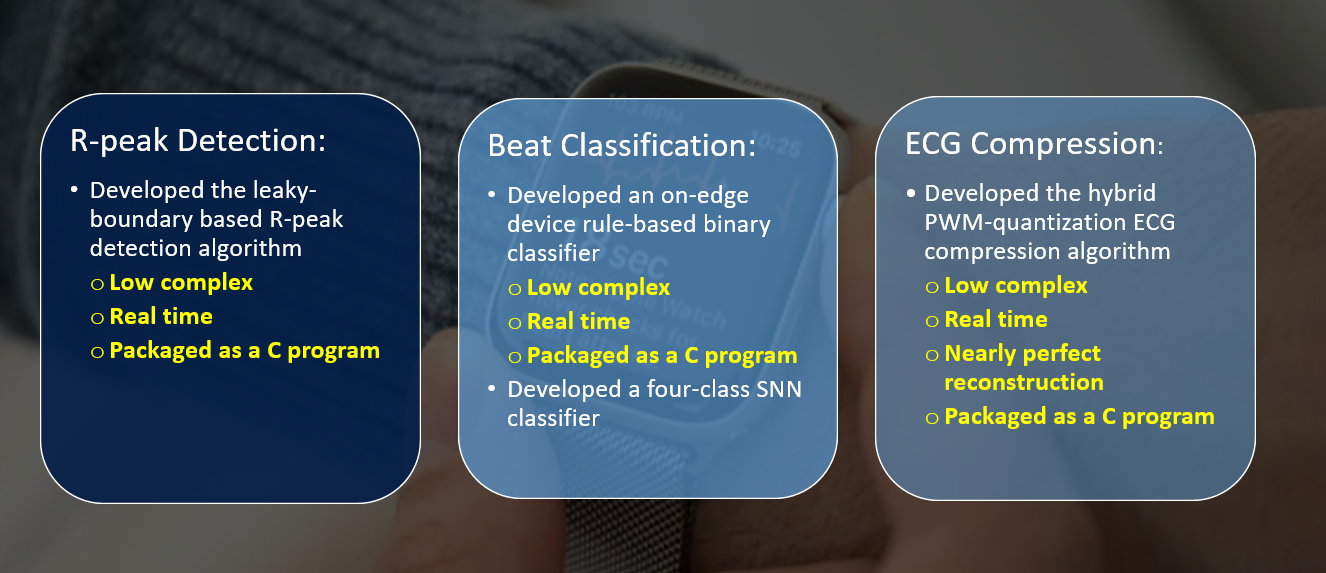 R-peak Detection:
• Developed the leaky-
boundary based R-peak
detection algorithm
o Low complex
o Real time
o Packaged as a C program
Beat Classification:
• Developed an on-edge
device rule-based binary
classifier
o Low complex
o Real time
o Packaged as a C program
• Developed a four-class SNN
classifier
ECG Compression:
• Developed the hybrid
PWM-quantization ECG
compression algorithm
o Low complex
o Real time
o Nearly perfect
reconstruction
o Packaged as a C program
10:25
sec